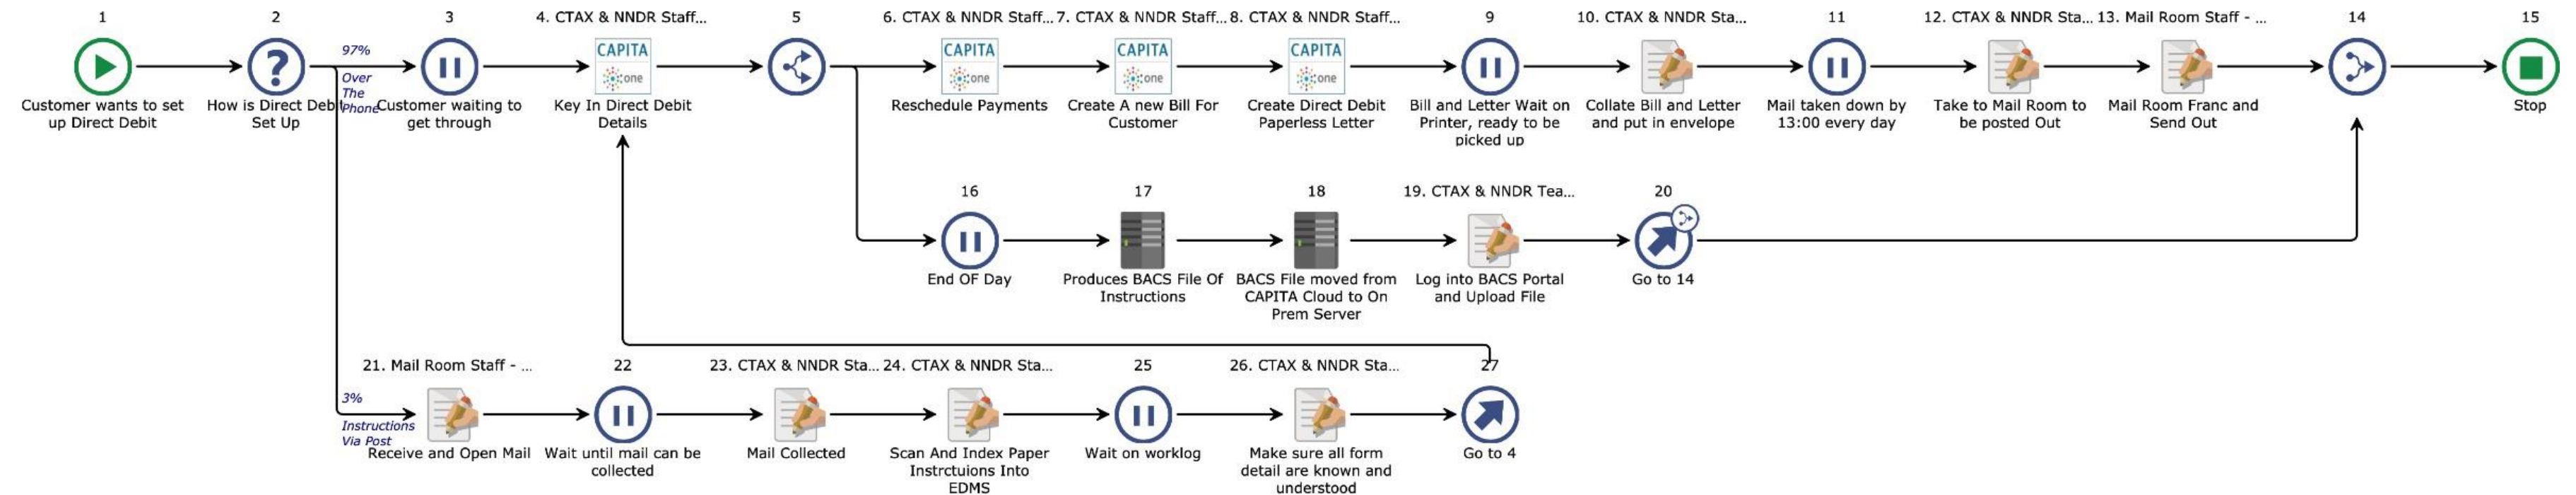 1
2
3
4. CTAX & NNDR Staff...
5
6. CTAX & NNDR Staff...
7. CTAX & NNDR Staff...
8. CTAX & NNDR Staff...
9
10. CTAX & NNDR Sta...
11
12. CTAX & NNDR Sta...
13. Mail Room Staff - ...
14
15
97%
Over
The
Phone
?
CAPITA
one
CAPITA
one
CAPITA
one
CAPITA
one
Customer wants to set
up Direct Debit
How is Direct Debit
Set Up
Customer waiting to
get through
Key In Direct Debit
Details
Reschedule Payments
Create A new Bill For
Customer
Create Direct Debit
Paperless Letter
Bill and Letter Wait on
Printer, ready to be
picked up
Collate Bill and Letter
and put in envelope
Mail taken down by
13:00 every day
Take to Mail Room to
be posted Out
Mail Room Franc and
Send Out
Stop
16
17
18
19. CTAX & NNDR Tea...
20
End OF Day
Produces BACS File Of
Instructions
BACS File moved from
CAPITA Cloud to On
Prem Server
Log into BACS Portal
and Upload File
Go to 14
21. Mail Room Staff - ...
22
23. CTAX & NNDR Sta...
24. CTAX & NNDR Sta...
25
26. CTAX & NNDR Sta...
27
3%
Instructions
Via Post
Receive and Open Mail
Wait until mail can be
collected
Mail Collected
Scan And Index Paper
Instrctuions Into
EDMS
Wait on worklog
Make sure all form
detail are known and
understood
Go to 4